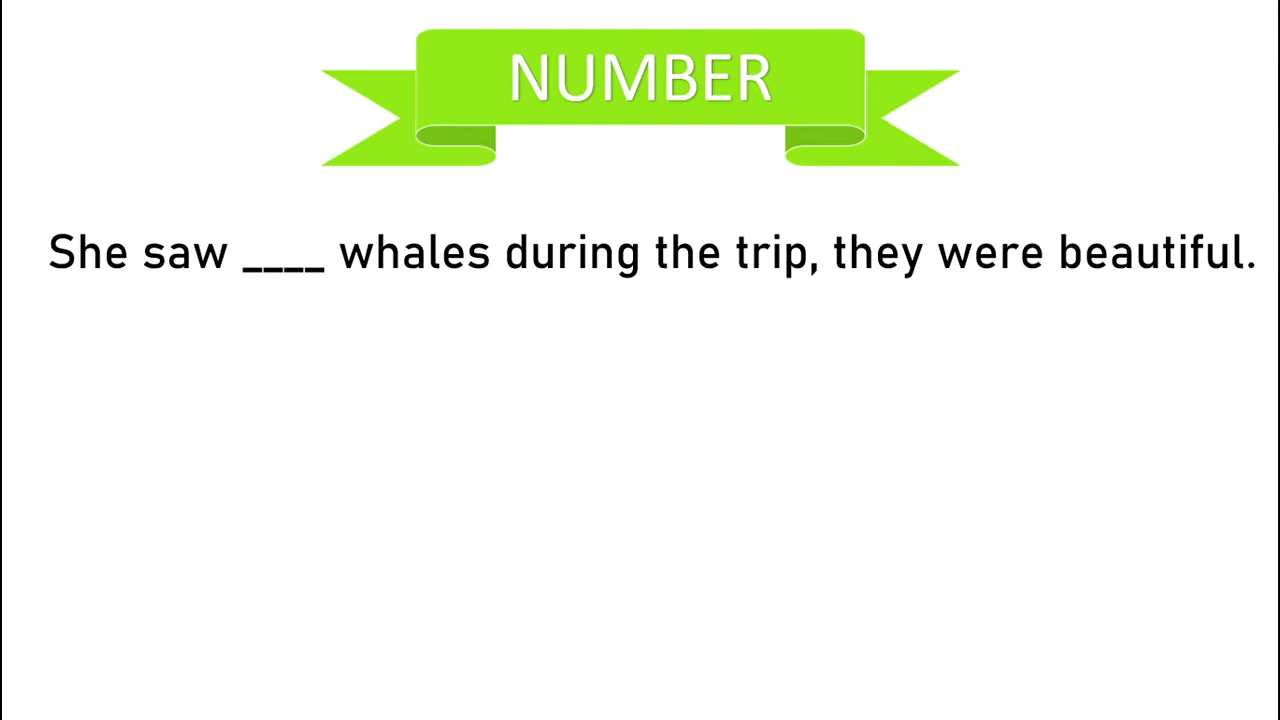 NUMBER
She saw ____ whales during the trip, they were beautiful.